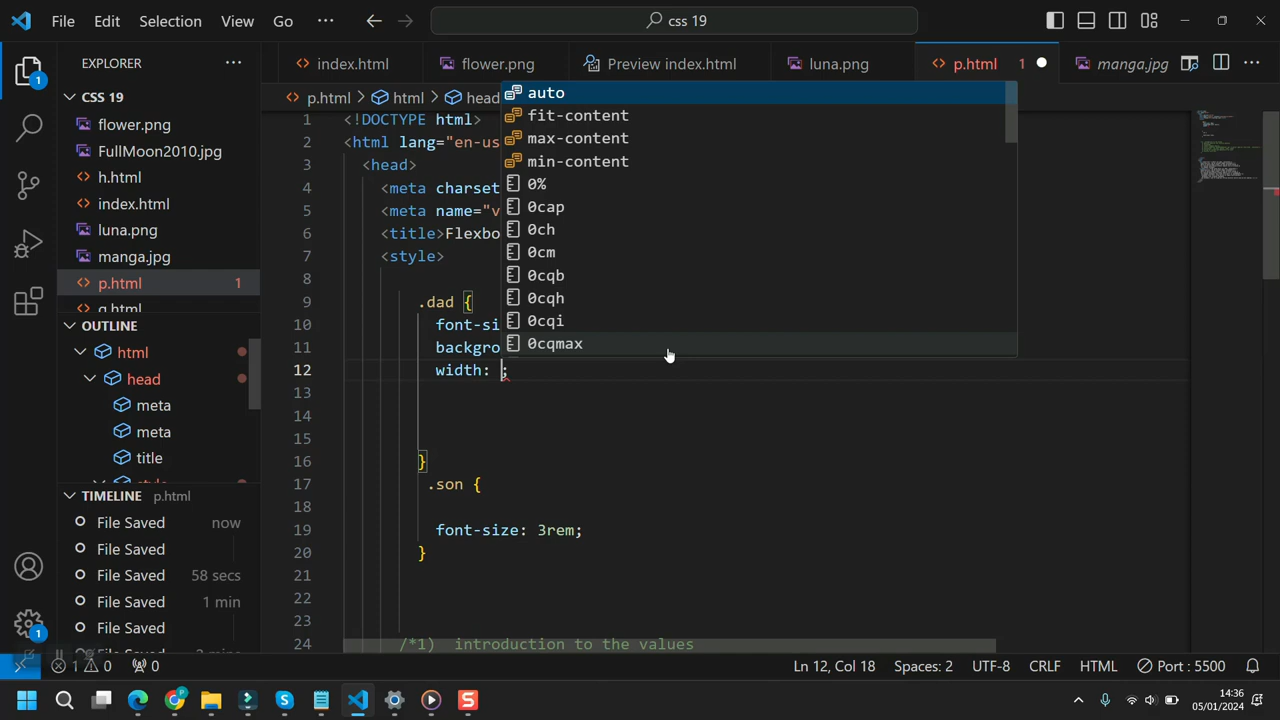 File Edit Selection View Go ··· css 19
EXPLORER ···
index.html flower.png Preview index.html luna.png p.html 1 manga.jpg ···
CSS 19
flower.png
FullMoon2010.jpg
h.html
index.html
luna.png
manga.jpg
p.html 1
q.html
OUTLINE
html
head
meta
meta
title
TIMELINE p.html
File Saved now
File Saved
File Saved 58 secs
File Saved 1 min
File Saved
p.html > html > head
1 <!DOCTYPE html>
2 <html lang="en-us
3 <head>
4 <meta charset
5 <meta name="v
6 <title>Flexbo
7 <style>
8
9 .dad {
10 font-si
11 backgro
12 width: ;
13
14
15
16 }
17 .son {
18
19 font-size: 3rem;
20 }
21
22
23
24 /*1) introduction to the values
auto
fit-content
max-content
min-content
0%
0cap
0ch
0cm
0cqb
0cqh
0cqi
0cqmax
1 0 0 Ln 12, Col 18 Spaces: 2 UTF-8 CRLF HTML Port : 5500
14:36
05/01/2024